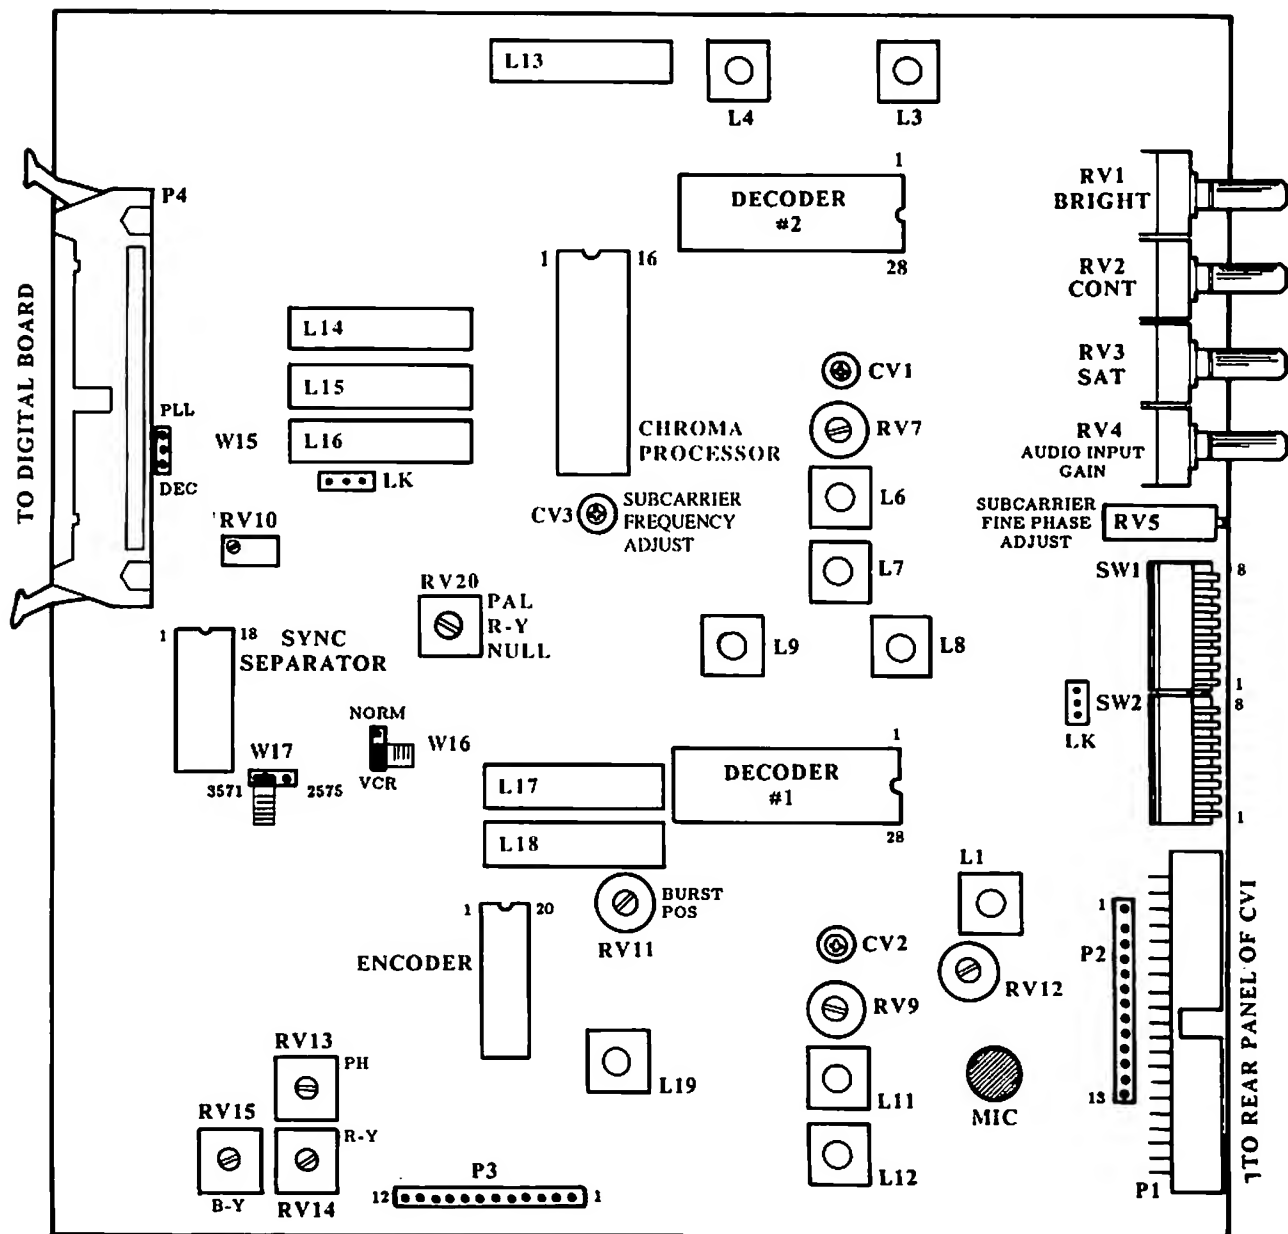 L13
L4
L3
P4
1
DECODER
#2
28
RV1
BRIGHT
RV2
CONT
RV3
SAT
RV4
AUDIO INPUT
GAIN
1
16
L14
L15
L16
LK
TO DIGITAL BOARD
PLL
W15
DEC
CHROMA
PROCESSOR
CV1
RV7
L6
L7
CV3
SUBCARRIER
FREQUENCY
ADJUST
SUBCARRIER
FINE PHASE
ADJUST
RV5
RV10
RV20
PAL
R-Y
NULL
SW1
8
1
1
18
SYNC
SEPARATOR
L9
L8
SW2
8
1
LK
NORM
W16
VCR
W17
3571
2575
L17
L18
1
DECODER
#1
28
1
20
ENCODER
BURST
POS
RV11
L1
CV2
RV12
RV9
P2
1
13
TO REAR PANEL OF CVI
RV13
PH
L19
L11
MIC
RV15
B-Y
R-Y
RV14
P3
12
1
L12
P1